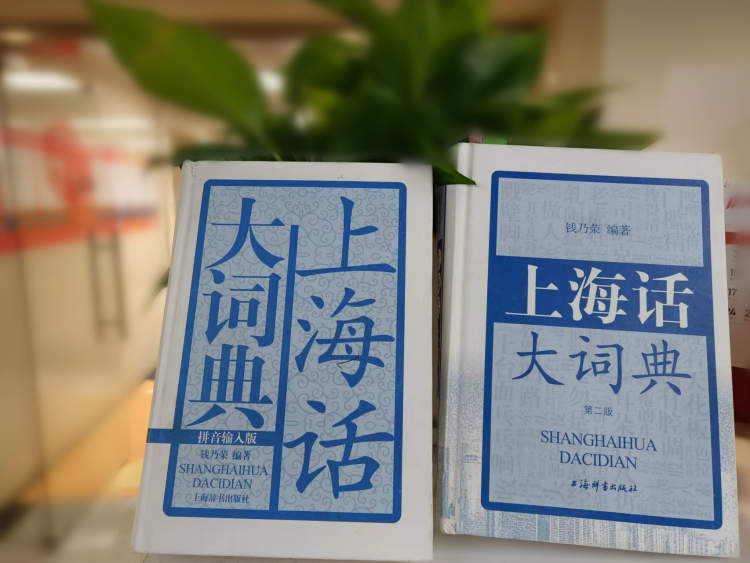 上海话
大词典
拼音输入版
钱乃荣 编著
SHANGHAIHUA
DACIDIAN
上海辞书出版社
钱乃荣 编著
上海话
大词典
第二版
SHANGHAIHUA
DACIDIAN
上海辞书出版社
17
24